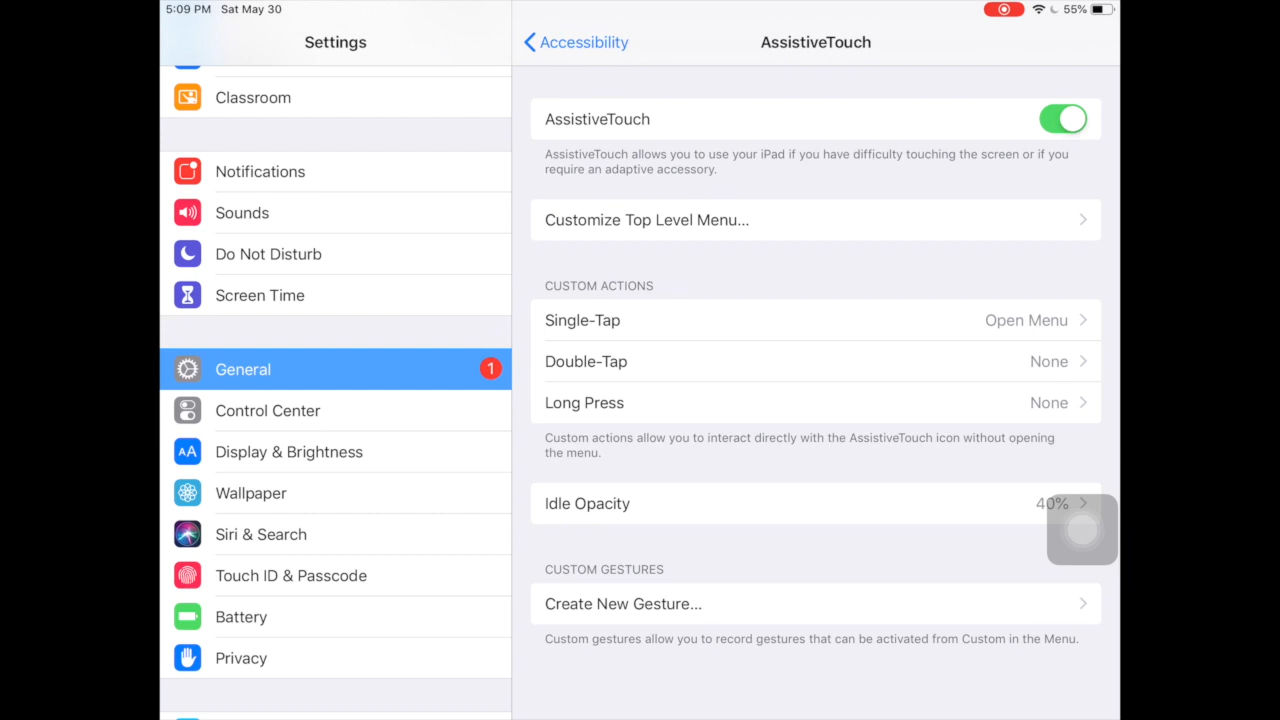 5:09 PM Sat May 30
55%
Settings
Classroom
Notifications
Sounds
Do Not Disturb
Screen Time
General 1
Control Center
AA Display & Brightness
Wallpaper
Siri & Search
Touch ID & Passcode
Battery
Privacy
Accessibility
AssistiveTouch
AssistiveTouch
AssistiveTouch allows you to use your iPad if you have difficulty touching the screen or if you
require an adaptive accessory.
Customize Top Level Menu...
CUSTOM ACTIONS
Single-Tap Open Menu
Double-Tap None
Long Press None
Custom actions allow you to interact directly with the AssistiveTouch icon without opening
the menu.
Idle Opacity 40%
CUSTOM GESTURES
Create New Gesture...
Custom gestures allow you to record gestures that can be activated from Custom in the Menu.